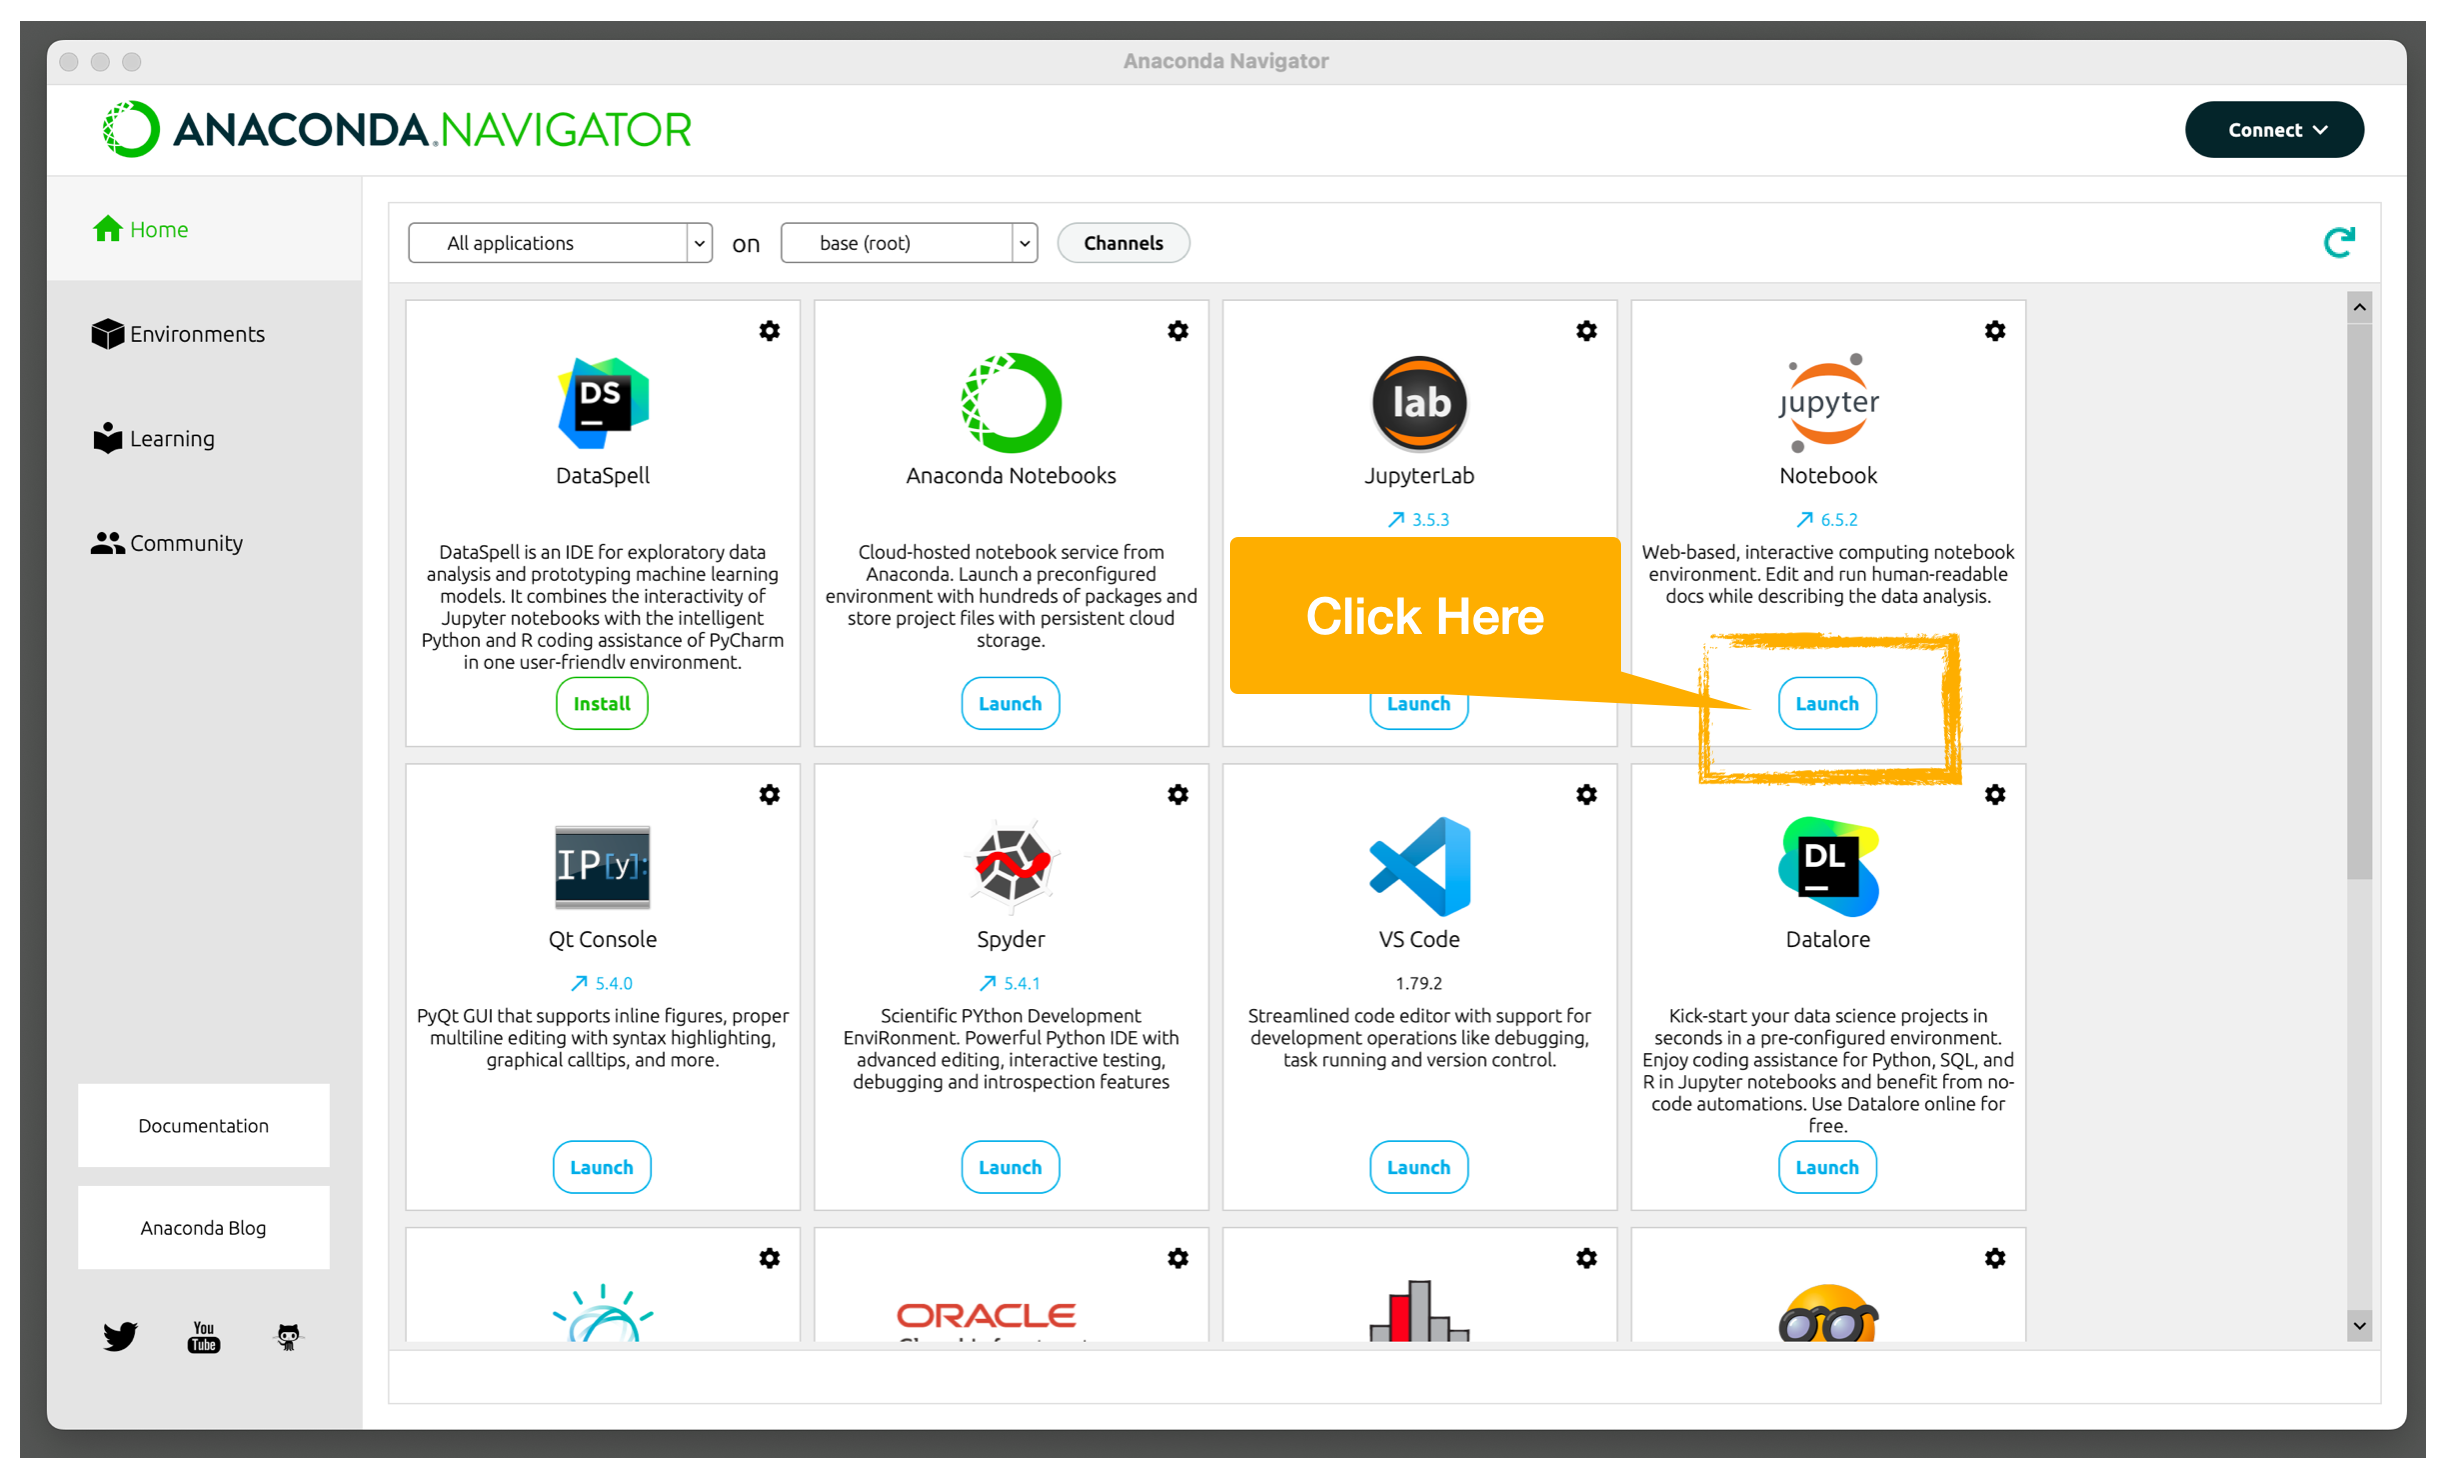 Anaconda Navigator
ANACONDA.NAVIGATOR
Connect
Home
Environments
Learning
Community
Documentation
Anaconda Blog
You
Tube
All applications
on
base (root)
Channels
DS
DataSpell
DataSpell is an IDE for exploratory data
analysis and prototyping machine learning
models. It combines the interactivity of
Jupyter notebooks with the intelligent
Python and R coding assistance of PyCharm
in one user-friendly environment.
Install
Anaconda Notebooks
Cloud-hosted notebook service from
Anaconda. Launch a preconfigured
environment with hundreds of packages and
store project files with persistent cloud
storage.
Launch
lab
JupyterLab
3.5.3
Click Here
Launch
jupyter
Notebook
6.5.2
Web-based, interactive computing notebook
environment. Edit and run human-readable
docs while describing the data analysis.
Launch
IP[y]:
Qt Console
5.4.0
PyQt GUI that supports inline figures, proper
multiline editing with syntax highlighting,
graphical calltips, and more.
Launch
Spyder
5.4.1
Scientific PYthon Development
EnviRonment. Powerful Python IDE with
advanced editing, interactive testing,
debugging and introspection features
Launch
VS Code
1.79.2
Streamlined code editor with support for
development operations like debugging,
task running and version control.
Launch
DL
Datalore
Kick-start your data science projects in
seconds in a pre-configured environment.
Enjoy coding assistance for Python, SQL, and
R in Jupyter notebooks and benefit from no-
code automations. Use Datalore online for
free.
Launch
ORACLE